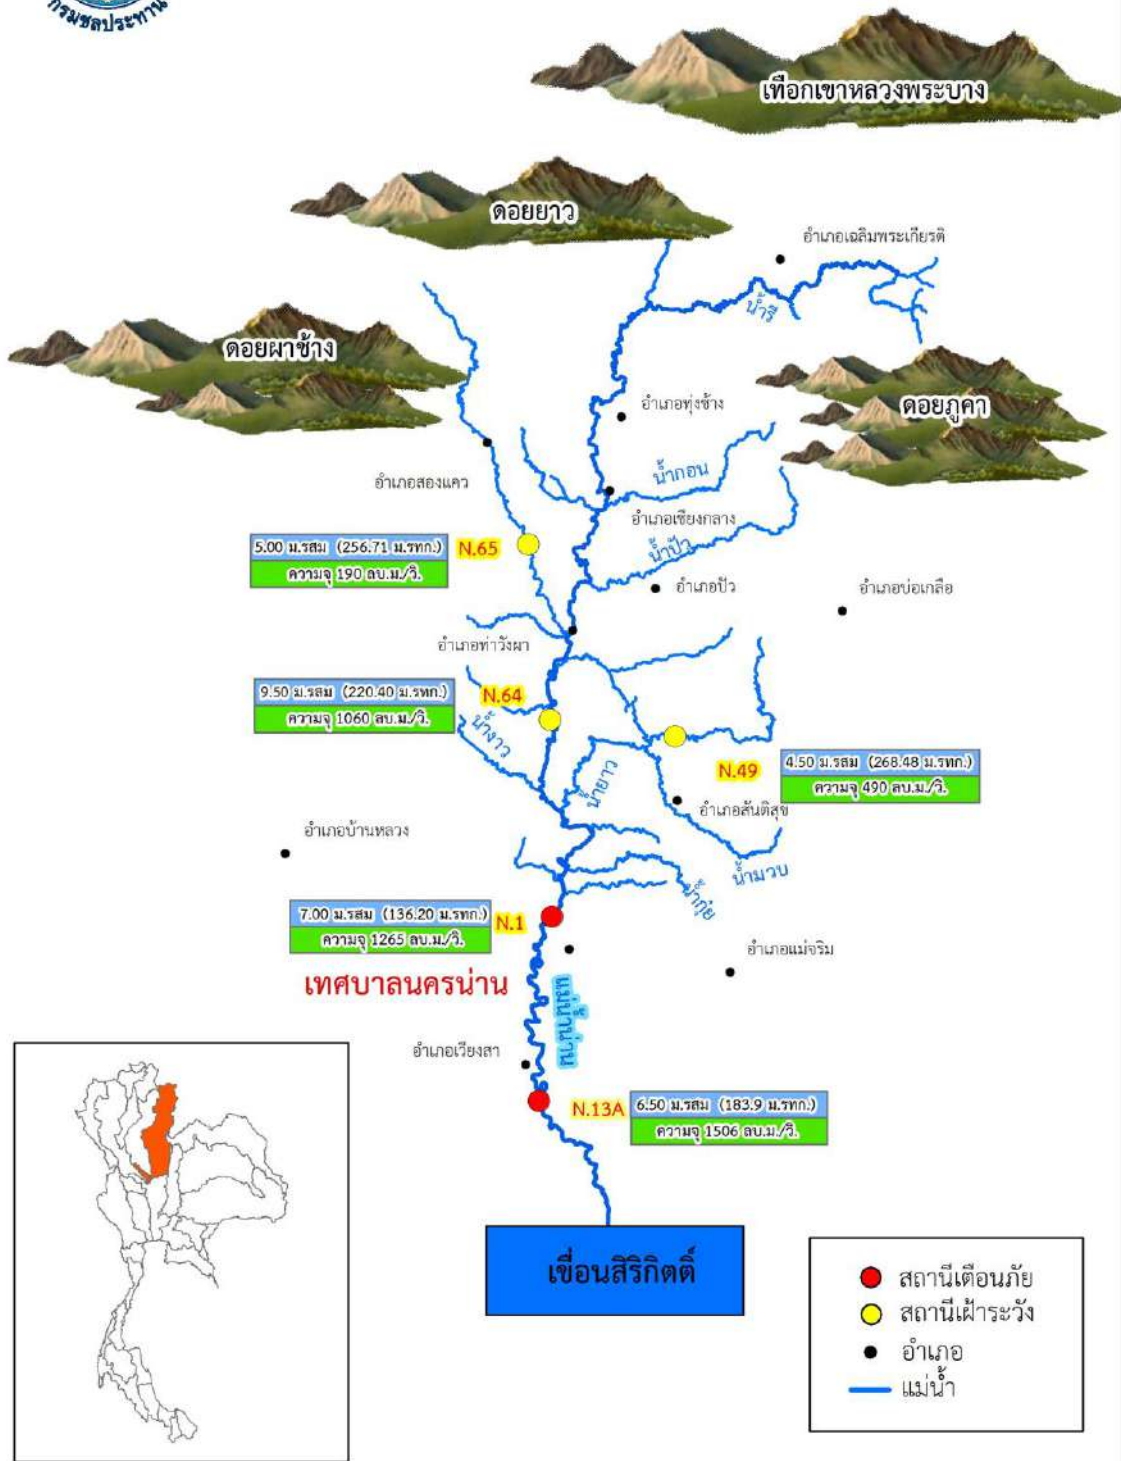 กรมชลประทาน
เทือกเขาหลวงพระบาง
ดอยยาว
อำเภอเฉลิมพระเกียรติ
น้ำรี
ดอยผาช้าง
ดอยภูคา
อำเภอทุ่งช้าง
น้ำกอน
อำเภอสองแคว
อำเภอเชียงกลาง
5.00 ม.รสม (256.71 ม.รทก.)
ความจุ 190 ลบ.ม./วิ.
N.65
น้ำปัว
อำเภอปัว
อำเภอบ่อเกลือ
อำเภอท่าวังผา
9.50 ม.รสม (220.40 ม.รทก.)
ความจุ 1060 ลบ.ม./วิ.
N.64
น้ำงาว
น้ำยาว
N.49
4.50 ม.รสม (268.48 ม.รทก.)
ความจุ 490 ลบ.ม./วิ.
อำเภอสันติสุข
อำเภอบ้านหลวง
น้ำมวบ
น้ำกุ๋ย
7.00 ม.รสม (136.20 ม.รทก.)
ความจุ 1265 ลบ.ม./วิ.
N.1
อำเภอแม่จริม
เทศบาลนครน่าน
แม่น้ำน่าน
อำเภอเวียงสา
N.13A
6.50 ม.รสม (183.9 ม.รทก.)
ความจุ 1506 ลบ.ม./วิ.
เขื่อนสิริกิตติ์
สถานีเตือนภัย
สถานีเฝ้าระวัง
อำเภอ
แม่น้ำ